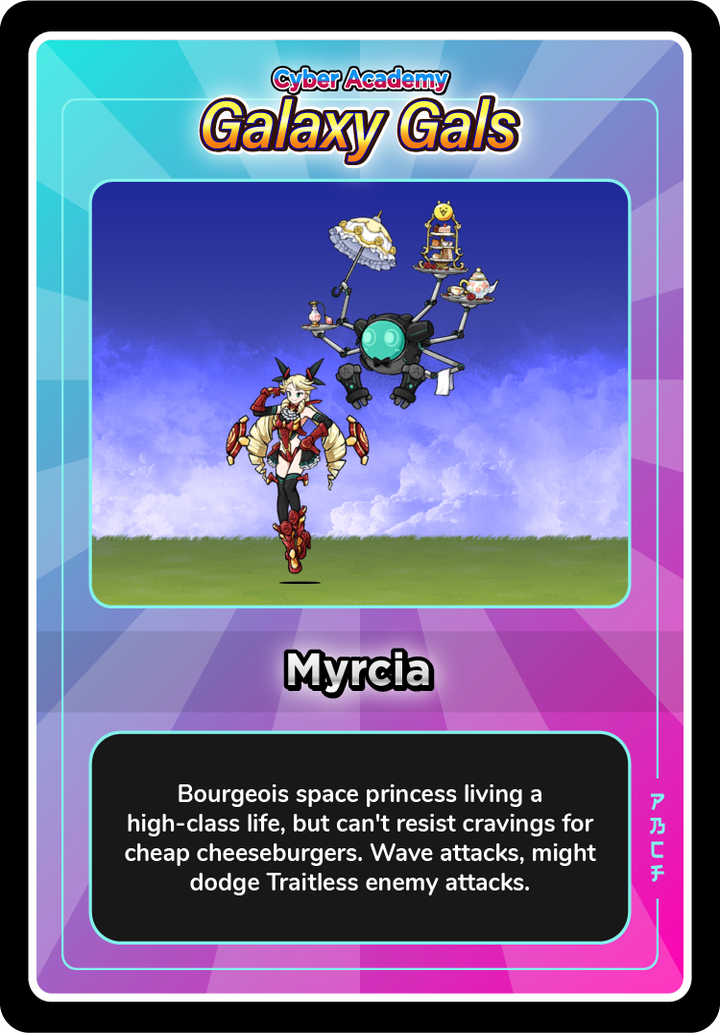 Cyber Academy
Galaxy Gals
Myrcia
Bourgeois space princess living a
high-class life, but can't resist cravings for
cheap cheeseburgers. Wave attacks, might
dodge Traitless enemy attacks.